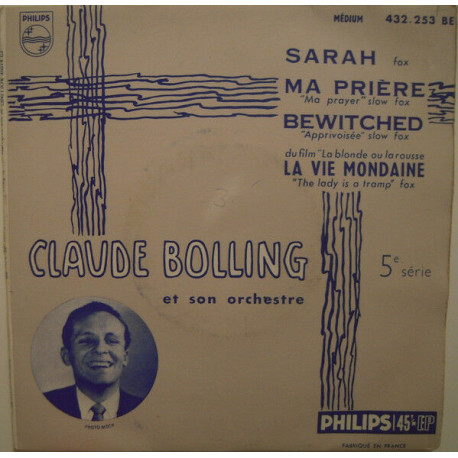 PHILIPS
MÉDIUM 432.253 BE
SARAH fox
MA PRIÈRE
"Ma prayer" slow fox
BEWITCHED
"Apprivoisée" slow fox
du film "La blonde ou la rousse
LA VIE MONDAINE
"The lady is a tramp" fox
CLAUDE BOLLING
et son orchestre
5e série
PHILIPS 45t. EP
FABRIQUÉ EN FRANCE